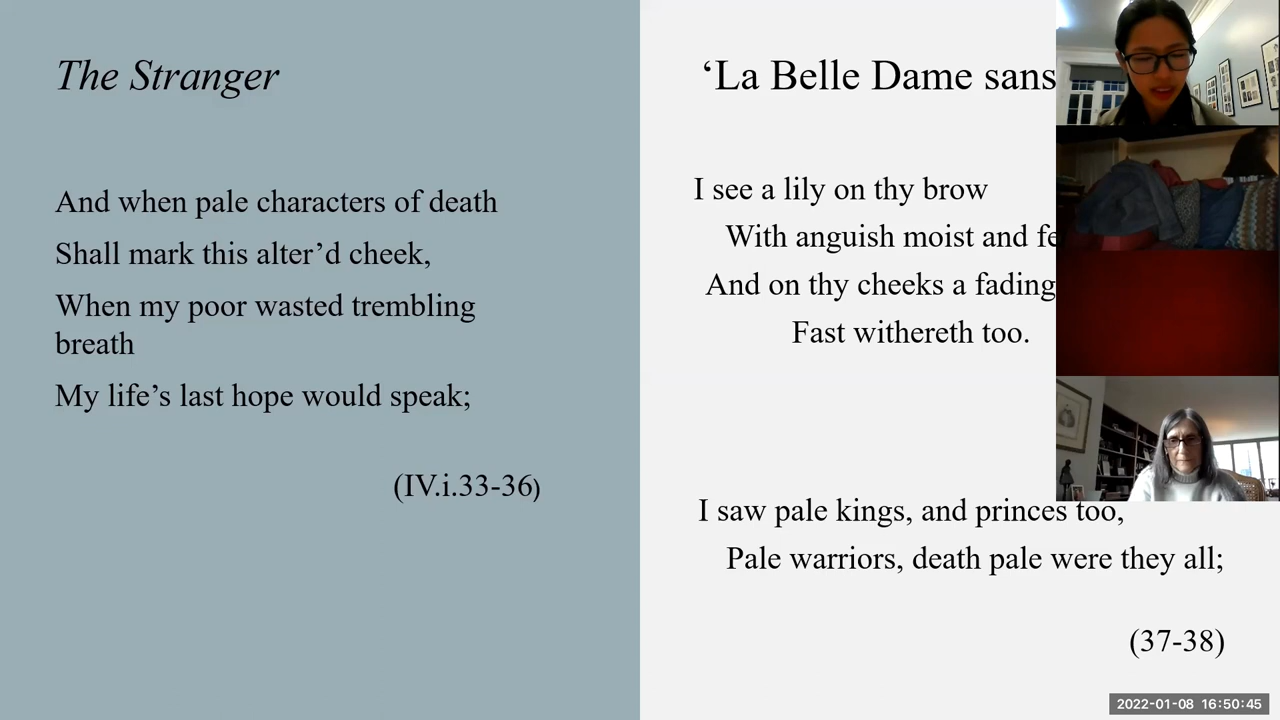 The Stranger
And when pale characters of death
Shall mark this alter’d cheek,
When my poor wasted trembling
breath
My life’s last hope would speak;
(IV.i.33-36)
‘La Belle Dame sans
I see a lily on thy brow
With anguish moist and
And on thy cheeks a fading
Fast withereth too.
I saw pale kings, and princes too,
Pale warriors, death pale were they all;
(37-38)
2022-01-08 16:50:45